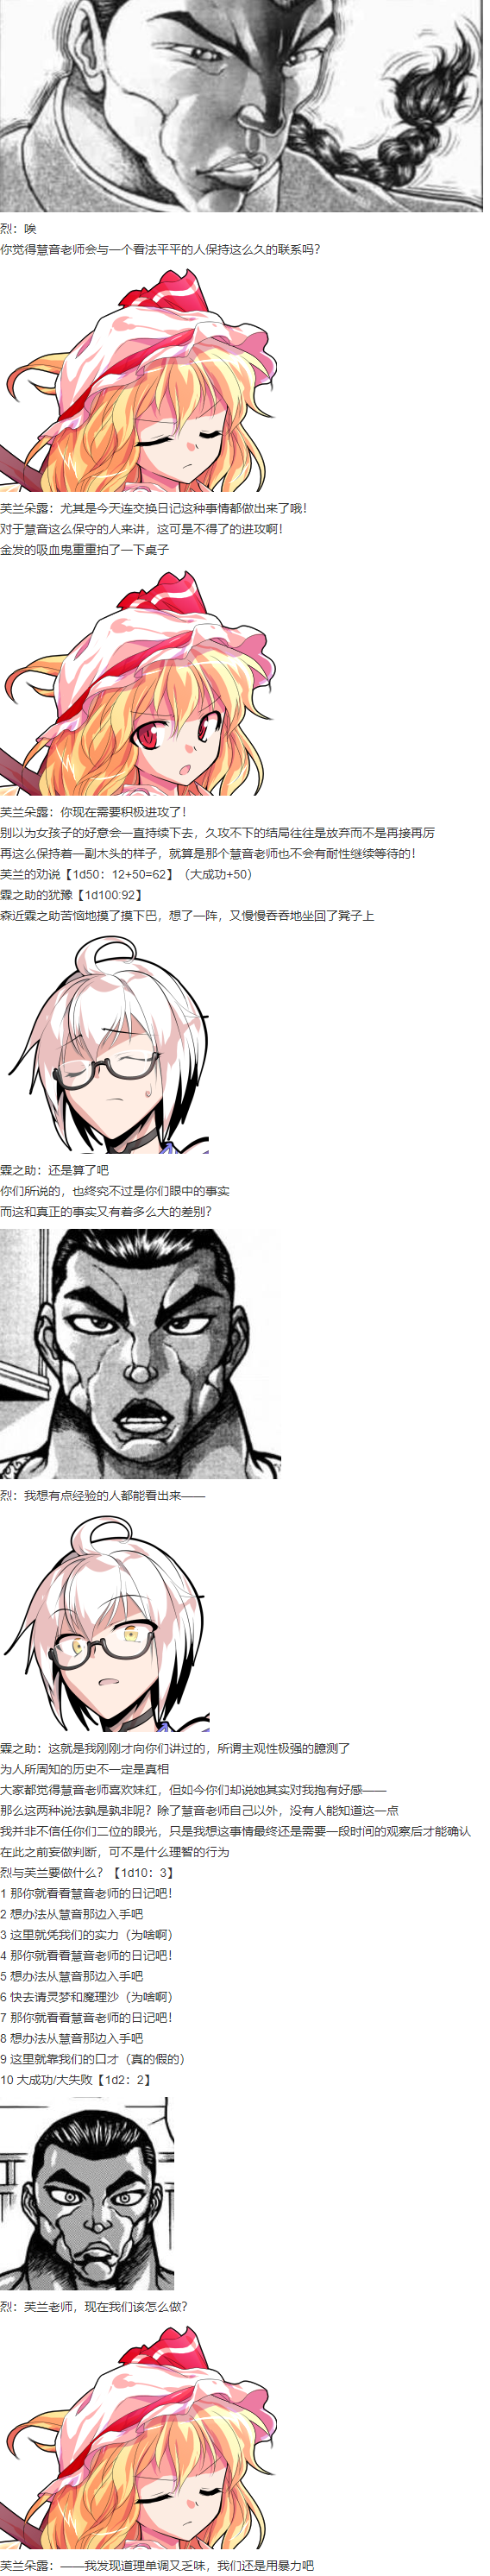 烈：唉
你觉得慧音老师会与一个看法平平的人保持这么久的联系吗？
芙兰朵露：尤其是今天连交换日记这种事情都做出来了哦！
对于慧音这么保守的人来讲，这可是不得了的进攻啊！
金发的吸血鬼重重拍了一下桌子
芙兰朵露：你现在需要积极进攻了！
别以为女孩子的好意会一直持续下去，久攻不下的结局往往是放弃而不是再接再厉
再这么保持着一副木头的样子，就算是那个慧音老师也不会有耐性继续等待的！
芙兰的劝说【1d50：12+50=62】（大成功+50）
霖之助的犹豫【1d100:92】
森近霖之助苦恼地摸了摸下巴，想了一阵，又慢慢吞吞地坐回了凳子上
霖之助：还是算了吧
你们所说的，也终究不过是你们眼中的事实
而这和真正的事实又有着多么大的差别？
烈：我想有点经验的人都能看出来——
霖之助：这就是我刚刚才向你们讲过的，所谓主观性极强的臆测了
为人所周知的历史不一定是真相
大家都觉得慧音老师喜欢妹红，但如今你们却说她其实对我抱有好感——
那么这两种说法孰是孰非呢？除了慧音老师自己以外，没有人能知道这一点
我并非不信任你们二位的眼光，只是我想这事情最终还是需要一段时间的观察后才能确认
在此之前妄做判断，可不是什么理智的行为
烈与芙兰要做什么？【1d10：3】
1 那你就看看慧音老师的日记吧！
2 想办法从慧音那边入手吧
3 这里就凭我们的实力（为啥啊）
4 那你就看看慧音老师的日记吧！
5 想办法从慧音那边入手吧
6 快去请灵梦和魔理沙（为啥啊）
7 那你就看看慧音老师的日记吧！
8 想办法从慧音那边入手吧
9 这里就靠我们的口才（真的假的）
10 大成功/大失败【1d2：2】
烈：芙兰老师，现在我们该怎么做？
芙兰朵露：——我发现道理单调又乏味，我们还是用暴力吧